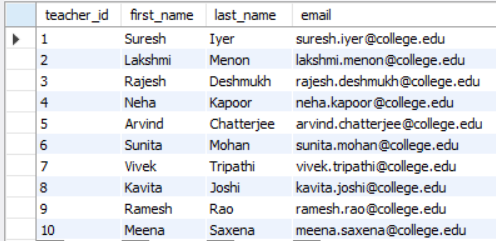 teacher_id first_name last_name email
1 Suresh Iyer suresh.iyer@college.edu
2 Lakshmi Menon lakshmi.menon@college.edu
3 Rajesh Deshmukh rajesh.deshmukh@college.edu
4 Neha Kapoor neha.kapoor@college.edu
5 Arvind Chatterjee arvind.chatterjee@college.edu
6 Sunita Mohan sunita.mohan@college.edu
7 Vivek Tripathi vivek.tripathi@college.edu
8 Kavita Joshi kavita.joshi@college.edu
9 Ramesh Rao ramesh.rao@college.edu
10 Meena Saxena meena.saxena@college.edu